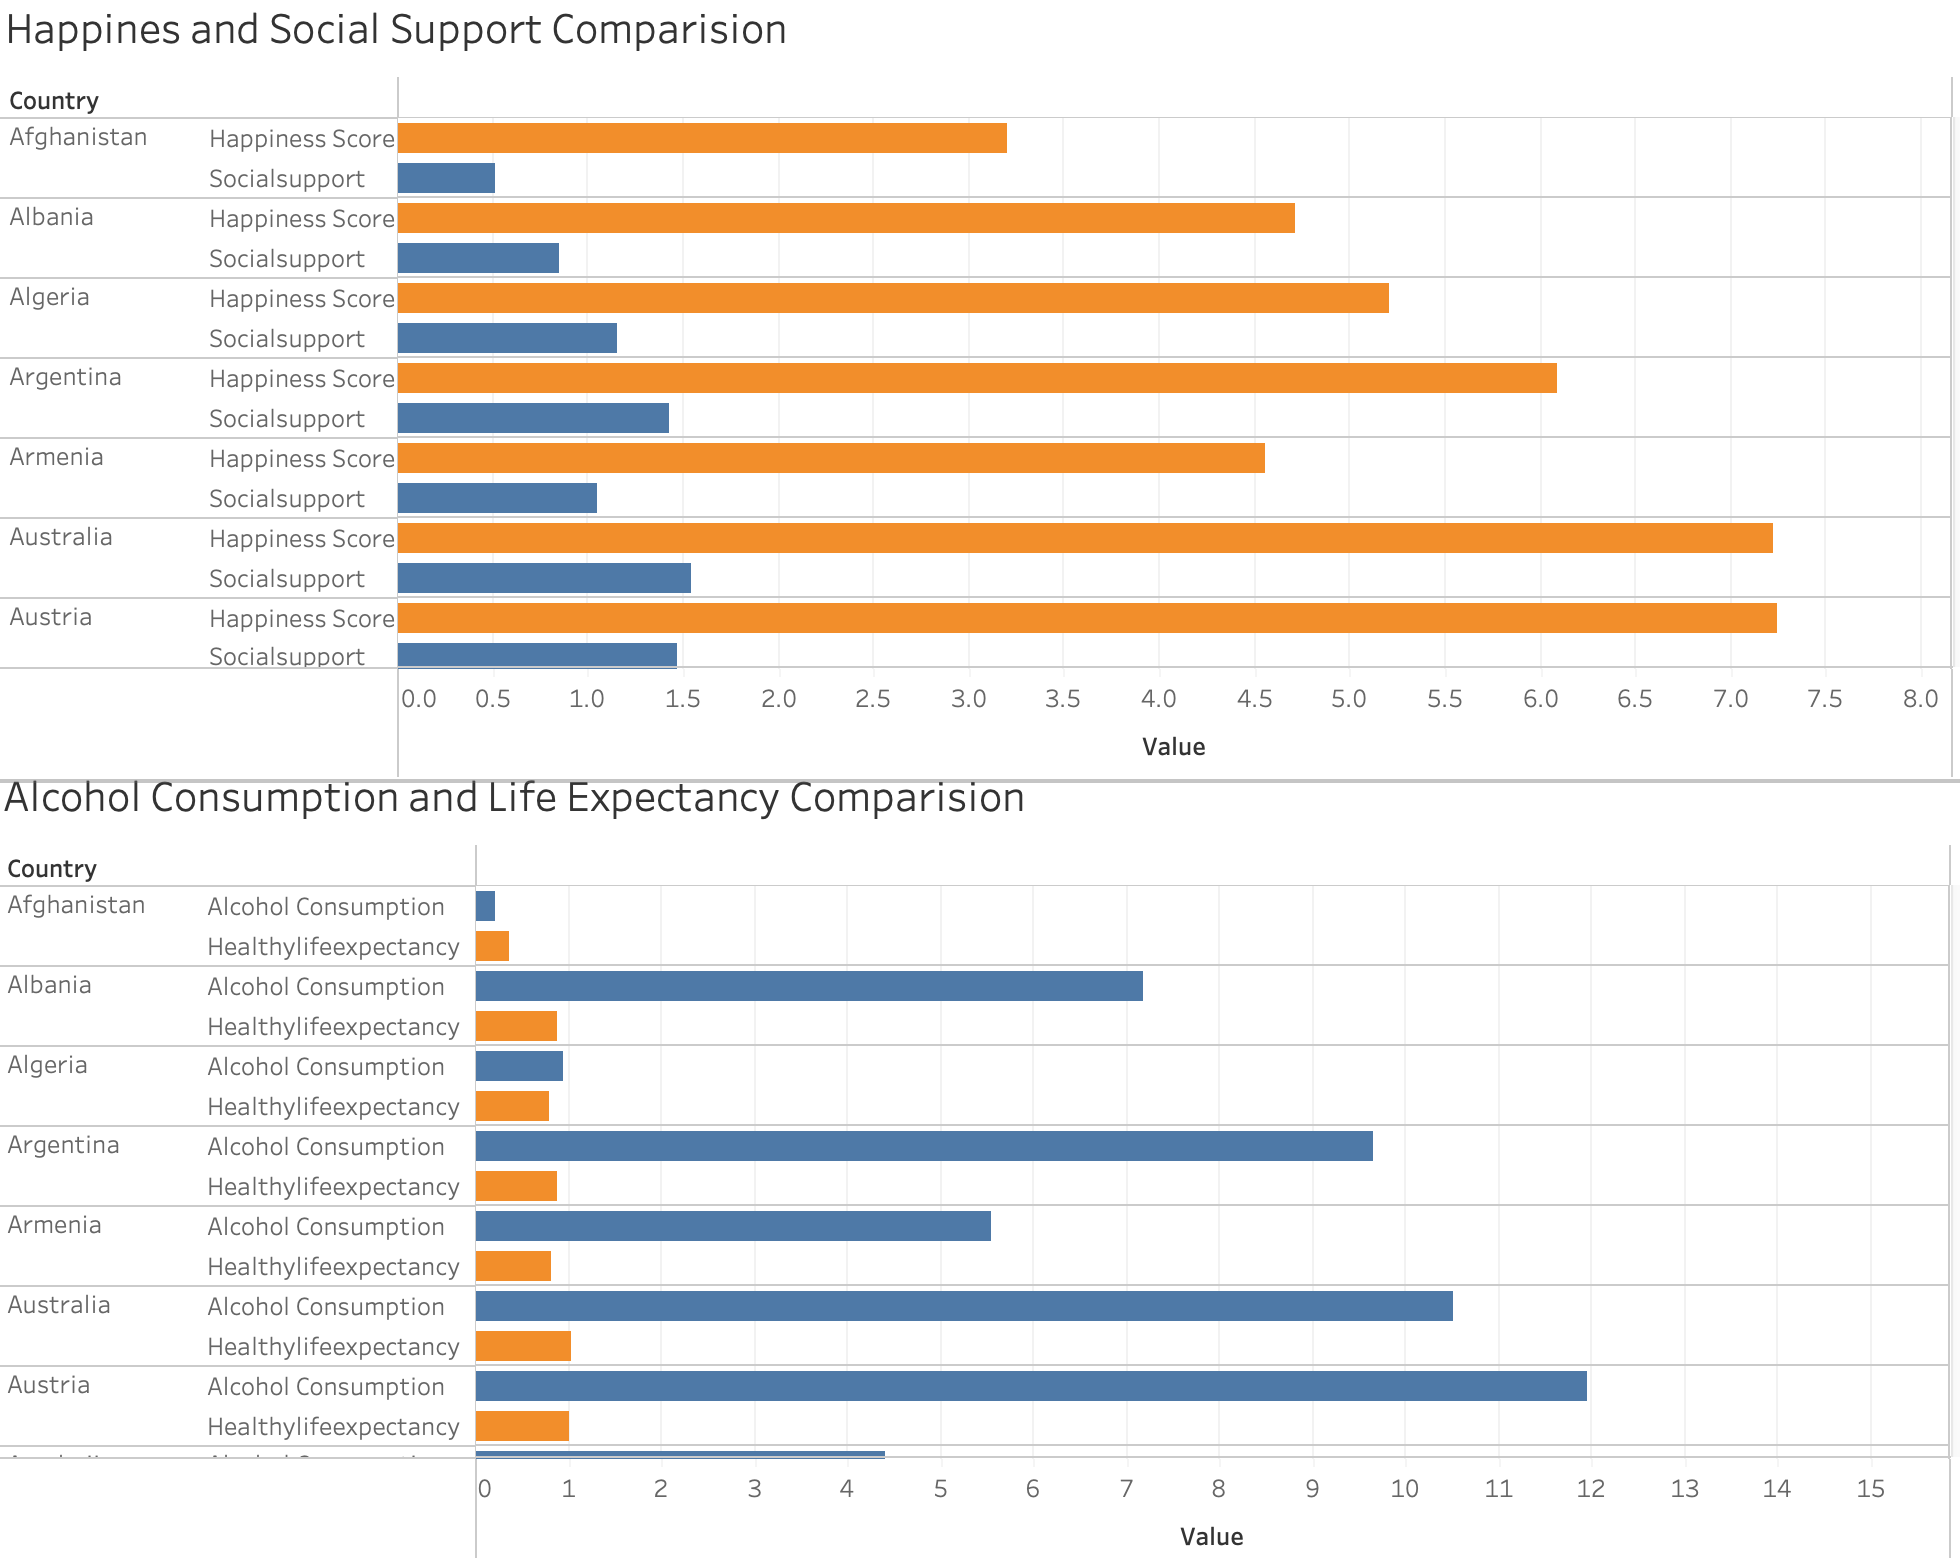 Happines and Social Support Comparision
Country
Afghanistan Happiness Score
Socialsupport
Albania Happiness Score
Socialsupport
Algeria Happiness Score
Socialsupport
Argentina Happiness Score
Socialsupport
Armenia Happiness Score
Socialsupport
Australia Happiness Score
Socialsupport
Austria Happiness Score
Socialsupport
0.0 0.5 1.0 1.5 2.0 2.5 3.0 3.5 4.0 4.5 5.0 5.5 6.0 6.5 7.0 7.5 8.0
Value
Alcohol Consumption and Life Expectancy Comparision
Country
Afghanistan Alcohol Consumption
Healthylifeexpectancy
Albania Alcohol Consumption
Healthylifeexpectancy
Algeria Alcohol Consumption
Healthylifeexpectancy
Argentina Alcohol Consumption
Healthylifeexpectancy
Armenia Alcohol Consumption
Healthylifeexpectancy
Australia Alcohol Consumption
Healthylifeexpectancy
Austria Alcohol Consumption
Healthylifeexpectancy
0 1 2 3 4 5 6 7 8 9 10 11 12 13 14 15
Value